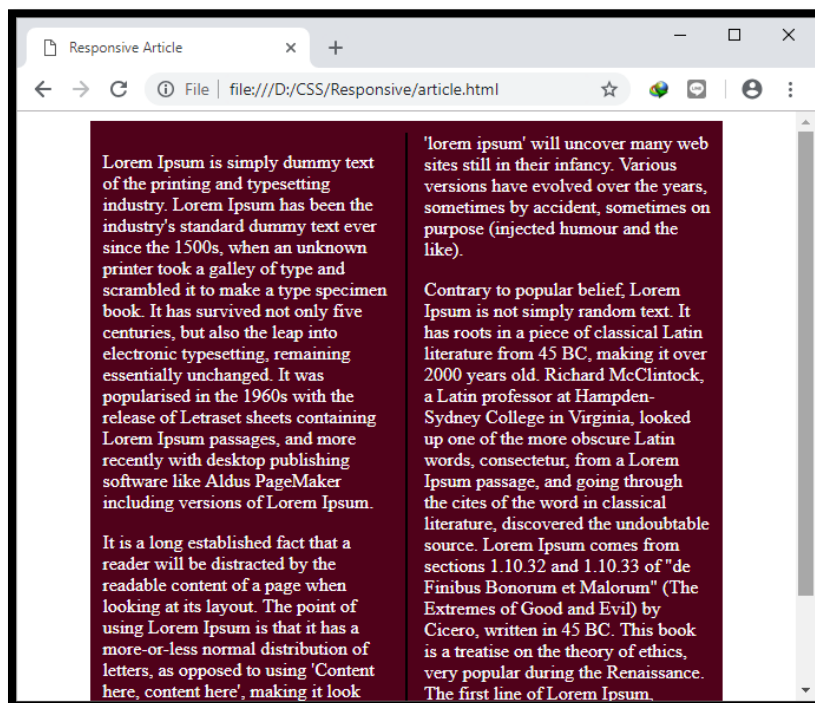 Responsive Article
File file:///D:/CSS/Responsive/article.html
Lorem Ipsum is simply dummy text
of the printing and typesetting
industry. Lorem Ipsum has been the
industry's standard dummy text ever
since the 1500s, when an unknown
printer took a galley of type and
scrambled it to make a type specimen
book. It has survived not only five
centuries, but also the leap into
electronic typesetting, remaining
essentially unchanged. It was
popularised in the 1960s with the
release of Letraset sheets containing
Lorem Ipsum passages, and more
recently with desktop publishing
software like Aldus PageMaker
including versions of Lorem Ipsum.
It is a long established fact that a
reader will be distracted by the
readable content of a page when
looking at its layout. The point of
using Lorem Ipsum is that it has a
more-or-less normal distribution of
letters, as opposed to using 'Content
here, content here', making it look
'lorem ipsum' will uncover many web
sites still in their infancy. Various
versions have evolved over the years,
sometimes by accident, sometimes on
purpose (injected humour and the
like).
Contrary to popular belief, Lorem
Ipsum is not simply random text. It
has roots in a piece of classical Latin
literature from 45 BC, making it over
2000 years old. Richard McClintock,
a Latin professor at Hampden-
Sydney College in Virginia, looked
up one of the more obscure Latin
words, consectetur, from a Lorem
Ipsum passage, and going through
the cites of the word in classical
literature, discovered the undoubtable
source. Lorem Ipsum comes from
sections 1.10.32 and 1.10.33 of "de
Finibus Bonorum et Malorum" (The
Extremes of Good and Evil) by
Cicero, written in 45 BC. This book
is a treatise on the theory of ethics,
very popular during the Renaissance.
The first line of Lorem Ipsum,